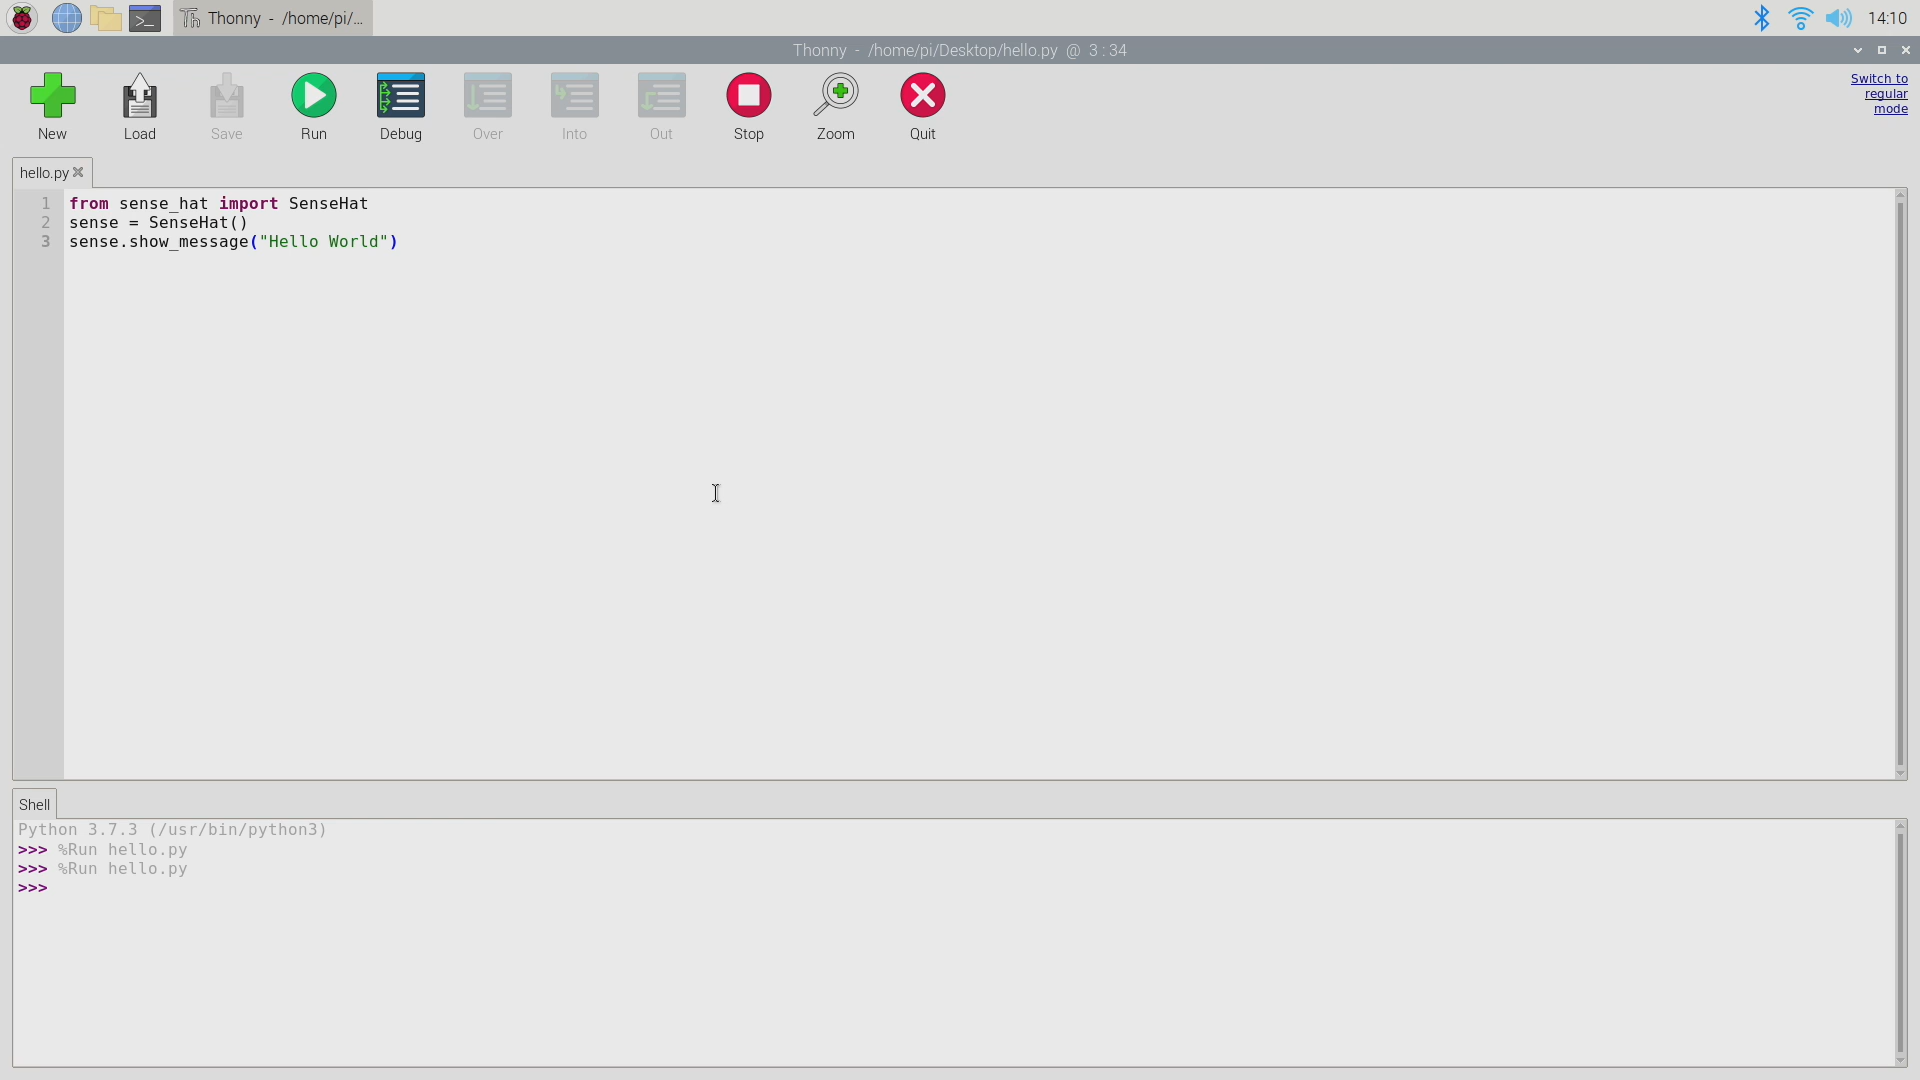 Thonny - /home/pi/...
14:10
Thonny - /home/pi/Desktop/hello.py @ 3 : 34
New
Load
Save
Run
Debug
Over
Into
Out
Stop
Zoom
Quit
Switch to
regular
mode
hello.py
1 from sense_hat import SenseHat
2 sense = SenseHat()
3 sense.show_message("Hello World")
Shell
Python 3.7.3 (/usr/bin/python3)
>>> %Run hello.py
>>> %Run hello.py
>>>